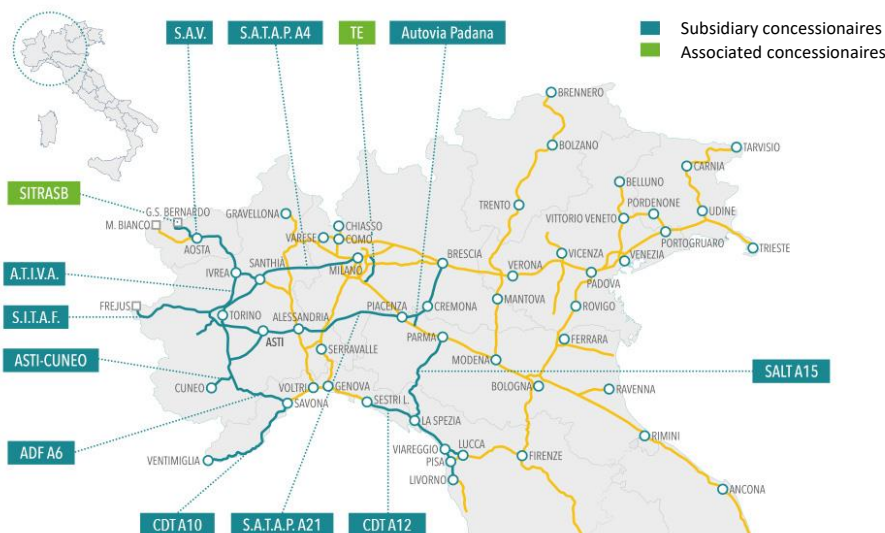 S.A.V.
S.A.T.A.P. A4
TE
Autovia Padana
Subsidiary concessionaires
Associated concessionaires
BRENNERO
BOLZANO
TARVISIO
CARNIA
SITRASB
BELLUNO
G.S. BERNARDO
GRAVELLONA
TRENTO
PORDENONE
M. BIANCO
CHIASSO
VITTORIO VENETO
UDINE
VARESE
COMO
AOSTA
PORTOGRUARO
TRIESTE
MILANO
BRESCIA
VICENZA
VENEZIA
SANTHIA
VERONA
A.T.I.V.A.
IVREA
PADOVA
FREJUS
MANTOVA
ROVIGO
S.I.T.A.F.
TORINO
ALESSANDRIA
PIACENZA
CREMONA
ASTI
PARMA
FERRARA
SERRAVALLE
ASTI-CUNEO
MODENA
SALT A15
CUNEO
VOLTRI
GENOVA
BOLOGNA
RAVENNA
SAVONA
SESTRI L.
LA SPEZIA
RIMINI
ADF A6
VIAREGGIO
LUCCA
VENTIMIGLIA
PISA
FIRENZE
LIVORNO
ANCONA
CDT A10
S.A.T.A.P. A21
CDT A12